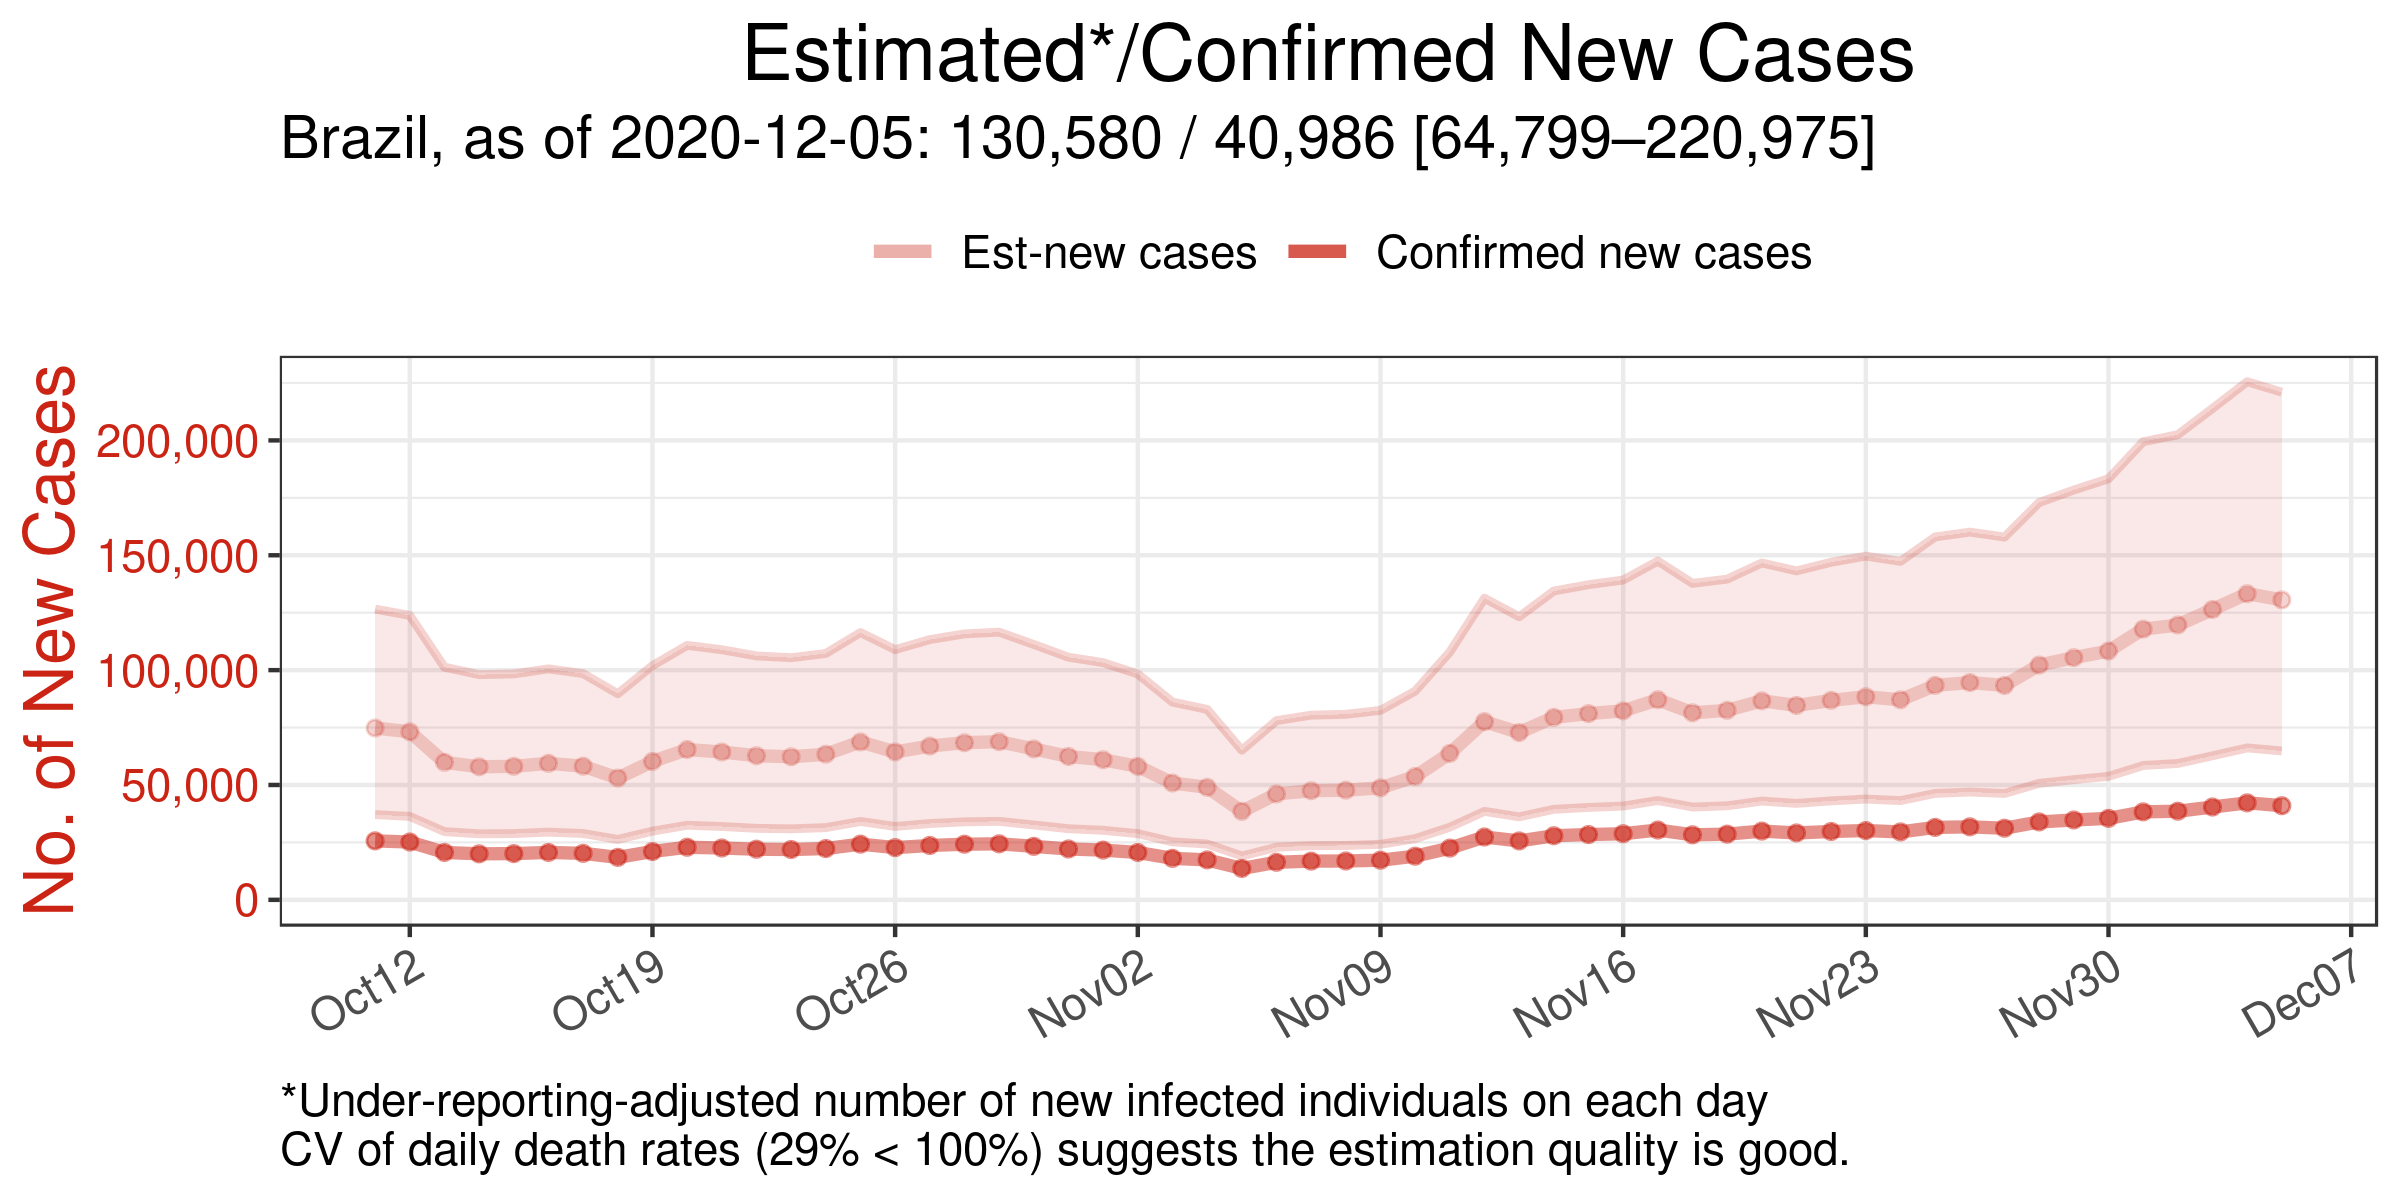 Estimated*/Confirmed New Cases
Brazil, as of 2020-12-05: 130,580 / 40,986 [64,799–220,975]
Est-new cases
Confirmed new cases
No. of New Cases
200,000
150,000
100,000
50,000
0
Oct12
Oct19
Oct26
Nov02
Nov09
Nov16
Nov23
Nov30
Dec07
*Under-reporting-adjusted number of new infected individuals on each day
CV of daily death rates (29% < 100%) suggests the estimation quality is good.